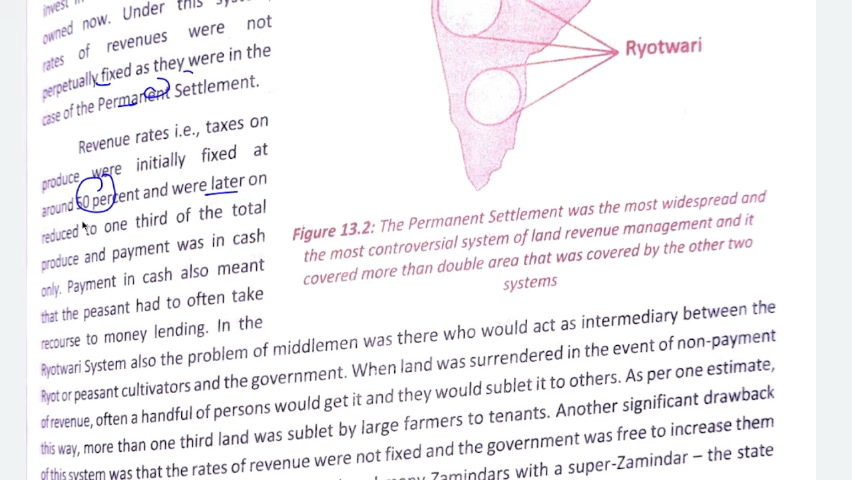 invest
owned now. Under this
rates of revenues were not
perpetually fixed as they were in the
case of the Permanent Settlement.
Revenue rates i.e., taxes on
produce were initially fixed at
around 50 percent and were later on
reduced to one third of the total
produce and payment was in cash
only. Payment in cash also meant
that the peasant had to often take
recourse to money lending. In the
Ryotwari System also the problem of middlemen was there who would act as intermediary between the
Ryot or peasant cultivators and the government. When land was surrendered in the event of non-payment
of revenue, often a handful of persons would get it and they would sublet it to others. As per one estimate,
this way, more than one third land was sublet by large farmers to tenants. Another significant drawback
of this system was that the rates of revenue were not fixed and the government was free to increase them
many Zamindars with a super-Zamindar – the state
Ryotwari
Figure 13.2: The Permanent Settlement was the most widespread and
the most controversial system of land revenue management and it
covered more than double area that was covered by the other two
systems